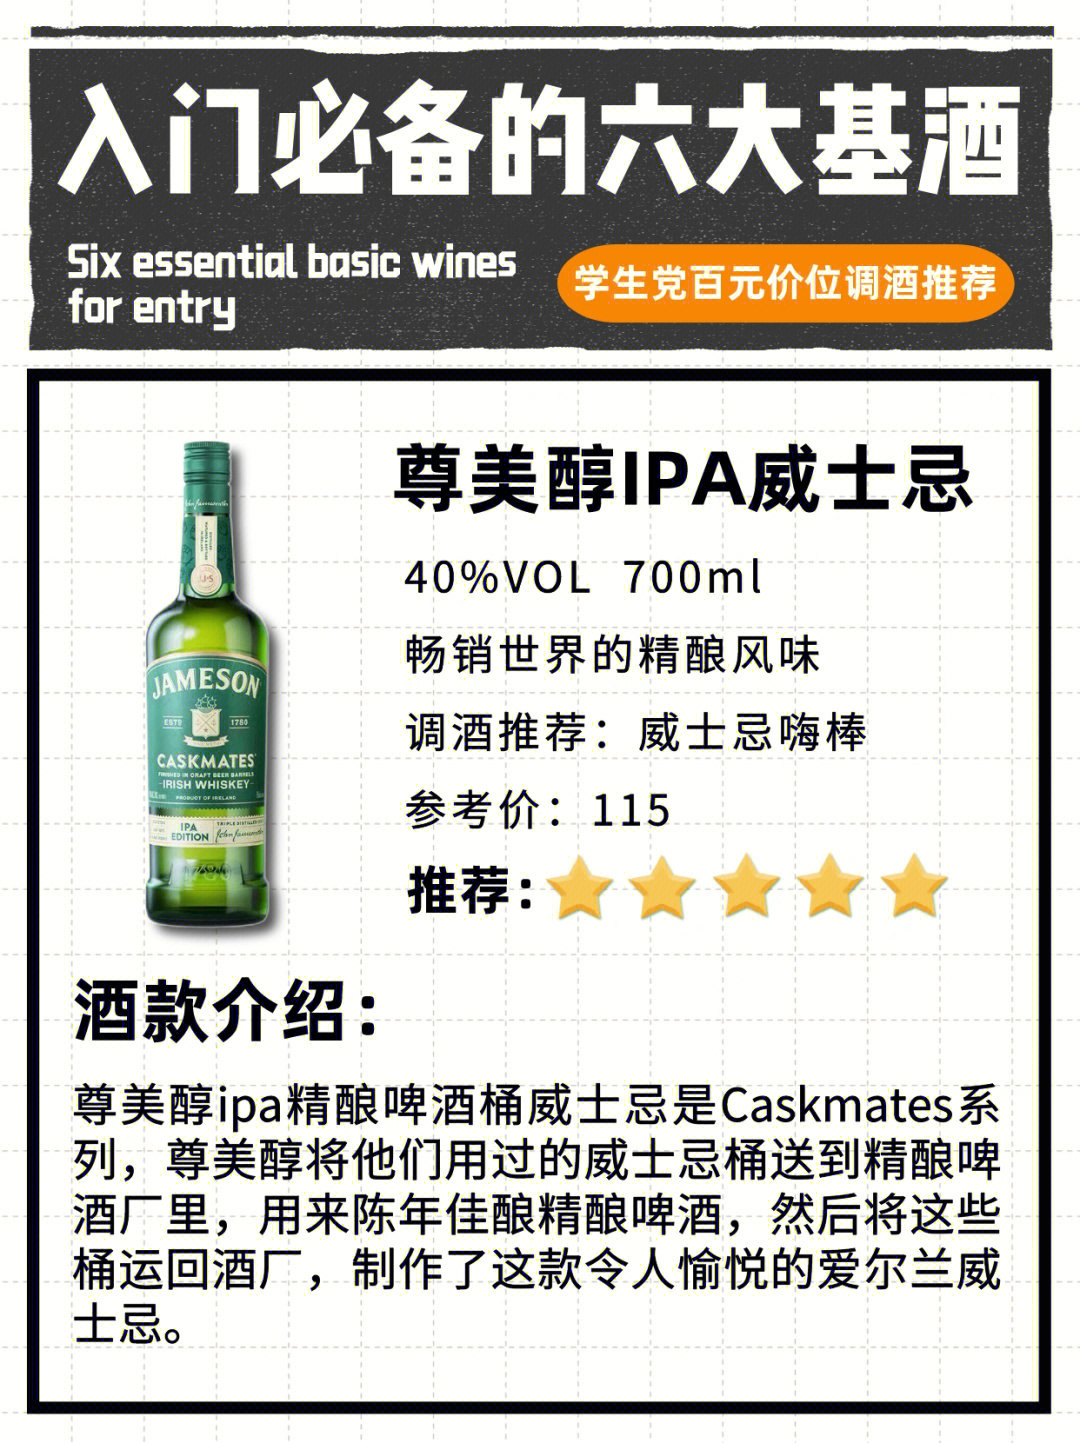 入门必备的六大基酒
Six essential basic wines
for entry
学生党百元价位调酒推荐
尊美醇IPA威士忌
40%VOL 700ml
畅销世界的精酿风味
调酒推荐：威士忌嗨棒
参考价：115
推荐：
JAMESON
ESTD 1780
CASKMATES
FINISHED IN CRAFT BEER BARRELS
IRISH WHISKEY
PRODUCT OF IRELAND
IPA
EDITION
TRIPLE DISTILLED
John Jameson
酒款介绍：
尊美醇ipa精酿啤酒桶威士忌是Caskmates系
列，尊美醇将他们用过的威士忌桶送到精酿啤
酒厂里，用来陈年佳酿精酿啤酒，然后将这些
桶运回酒厂，制作了这款令人愉悦的爱尔兰威
士忌。